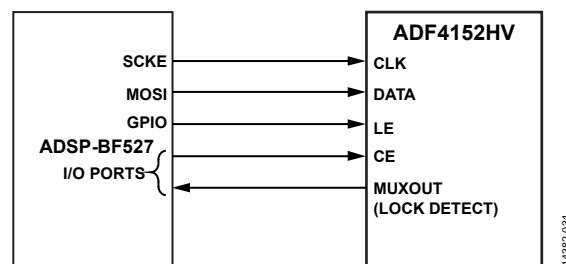 ADF4152HV
SCKE
CLK
MOSI
DATA
GPIO
LE
ADSP-BF527
CE
I/O PORTS
MUXOUT
(LOCK DETECT)